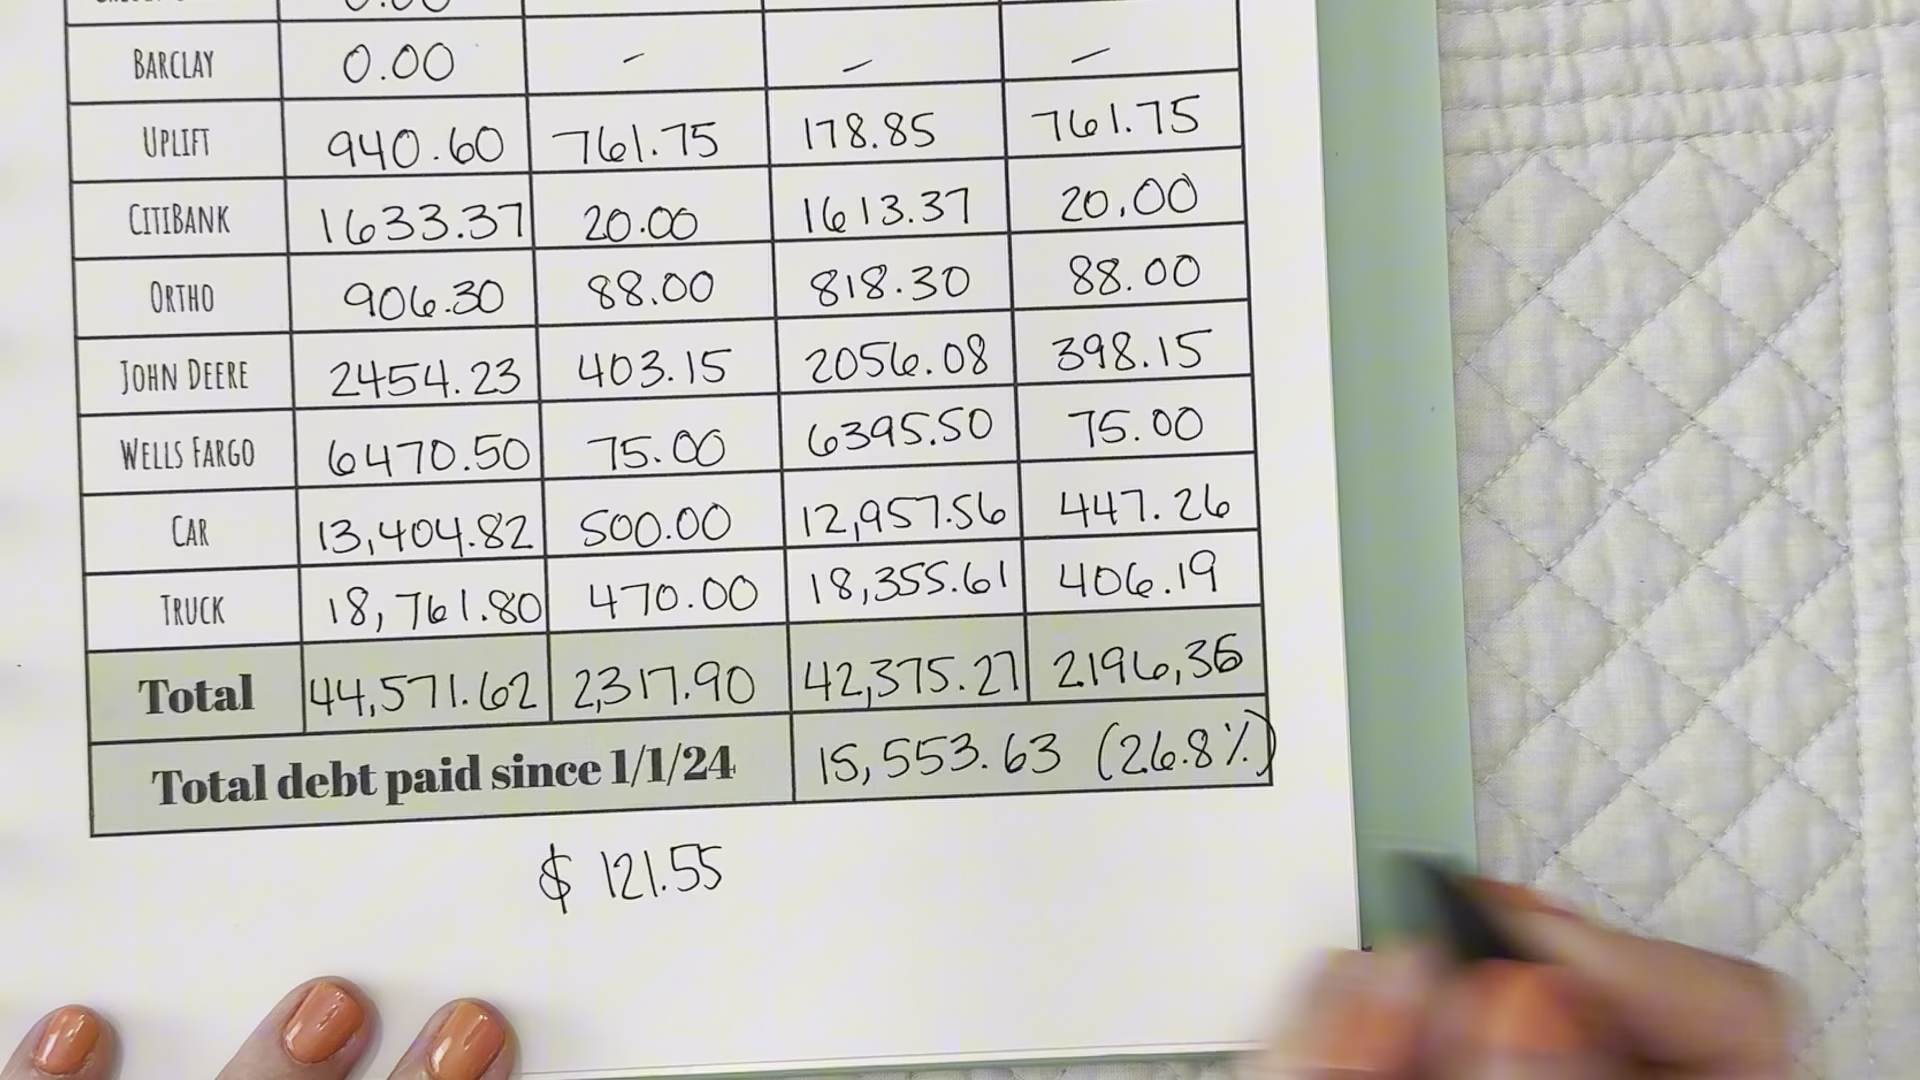 0.00
BARCLAY 0.00 – – –
UPLIFT 940.60 761.75 178.85 761.75
CITIBANK 1633.37 20.00 1613.37 20.00
ORTHO 906.30 88.00 818.30 88.00
JOHN DEERE 2454.23 403.15 2056.08 398.15
WELLS FARGO 6470.50 75.00 6395.50 75.00
CAR 13,404.82 500.00 12,957.56 447.26
TRUCK 18,761.80 470.00 18,355.61 406.19
Total 44,571.62 2,317.90 42,375.27 2196,35
Total debt paid since 1/1/24 15,553.63 (26.8%)
$ 121.55